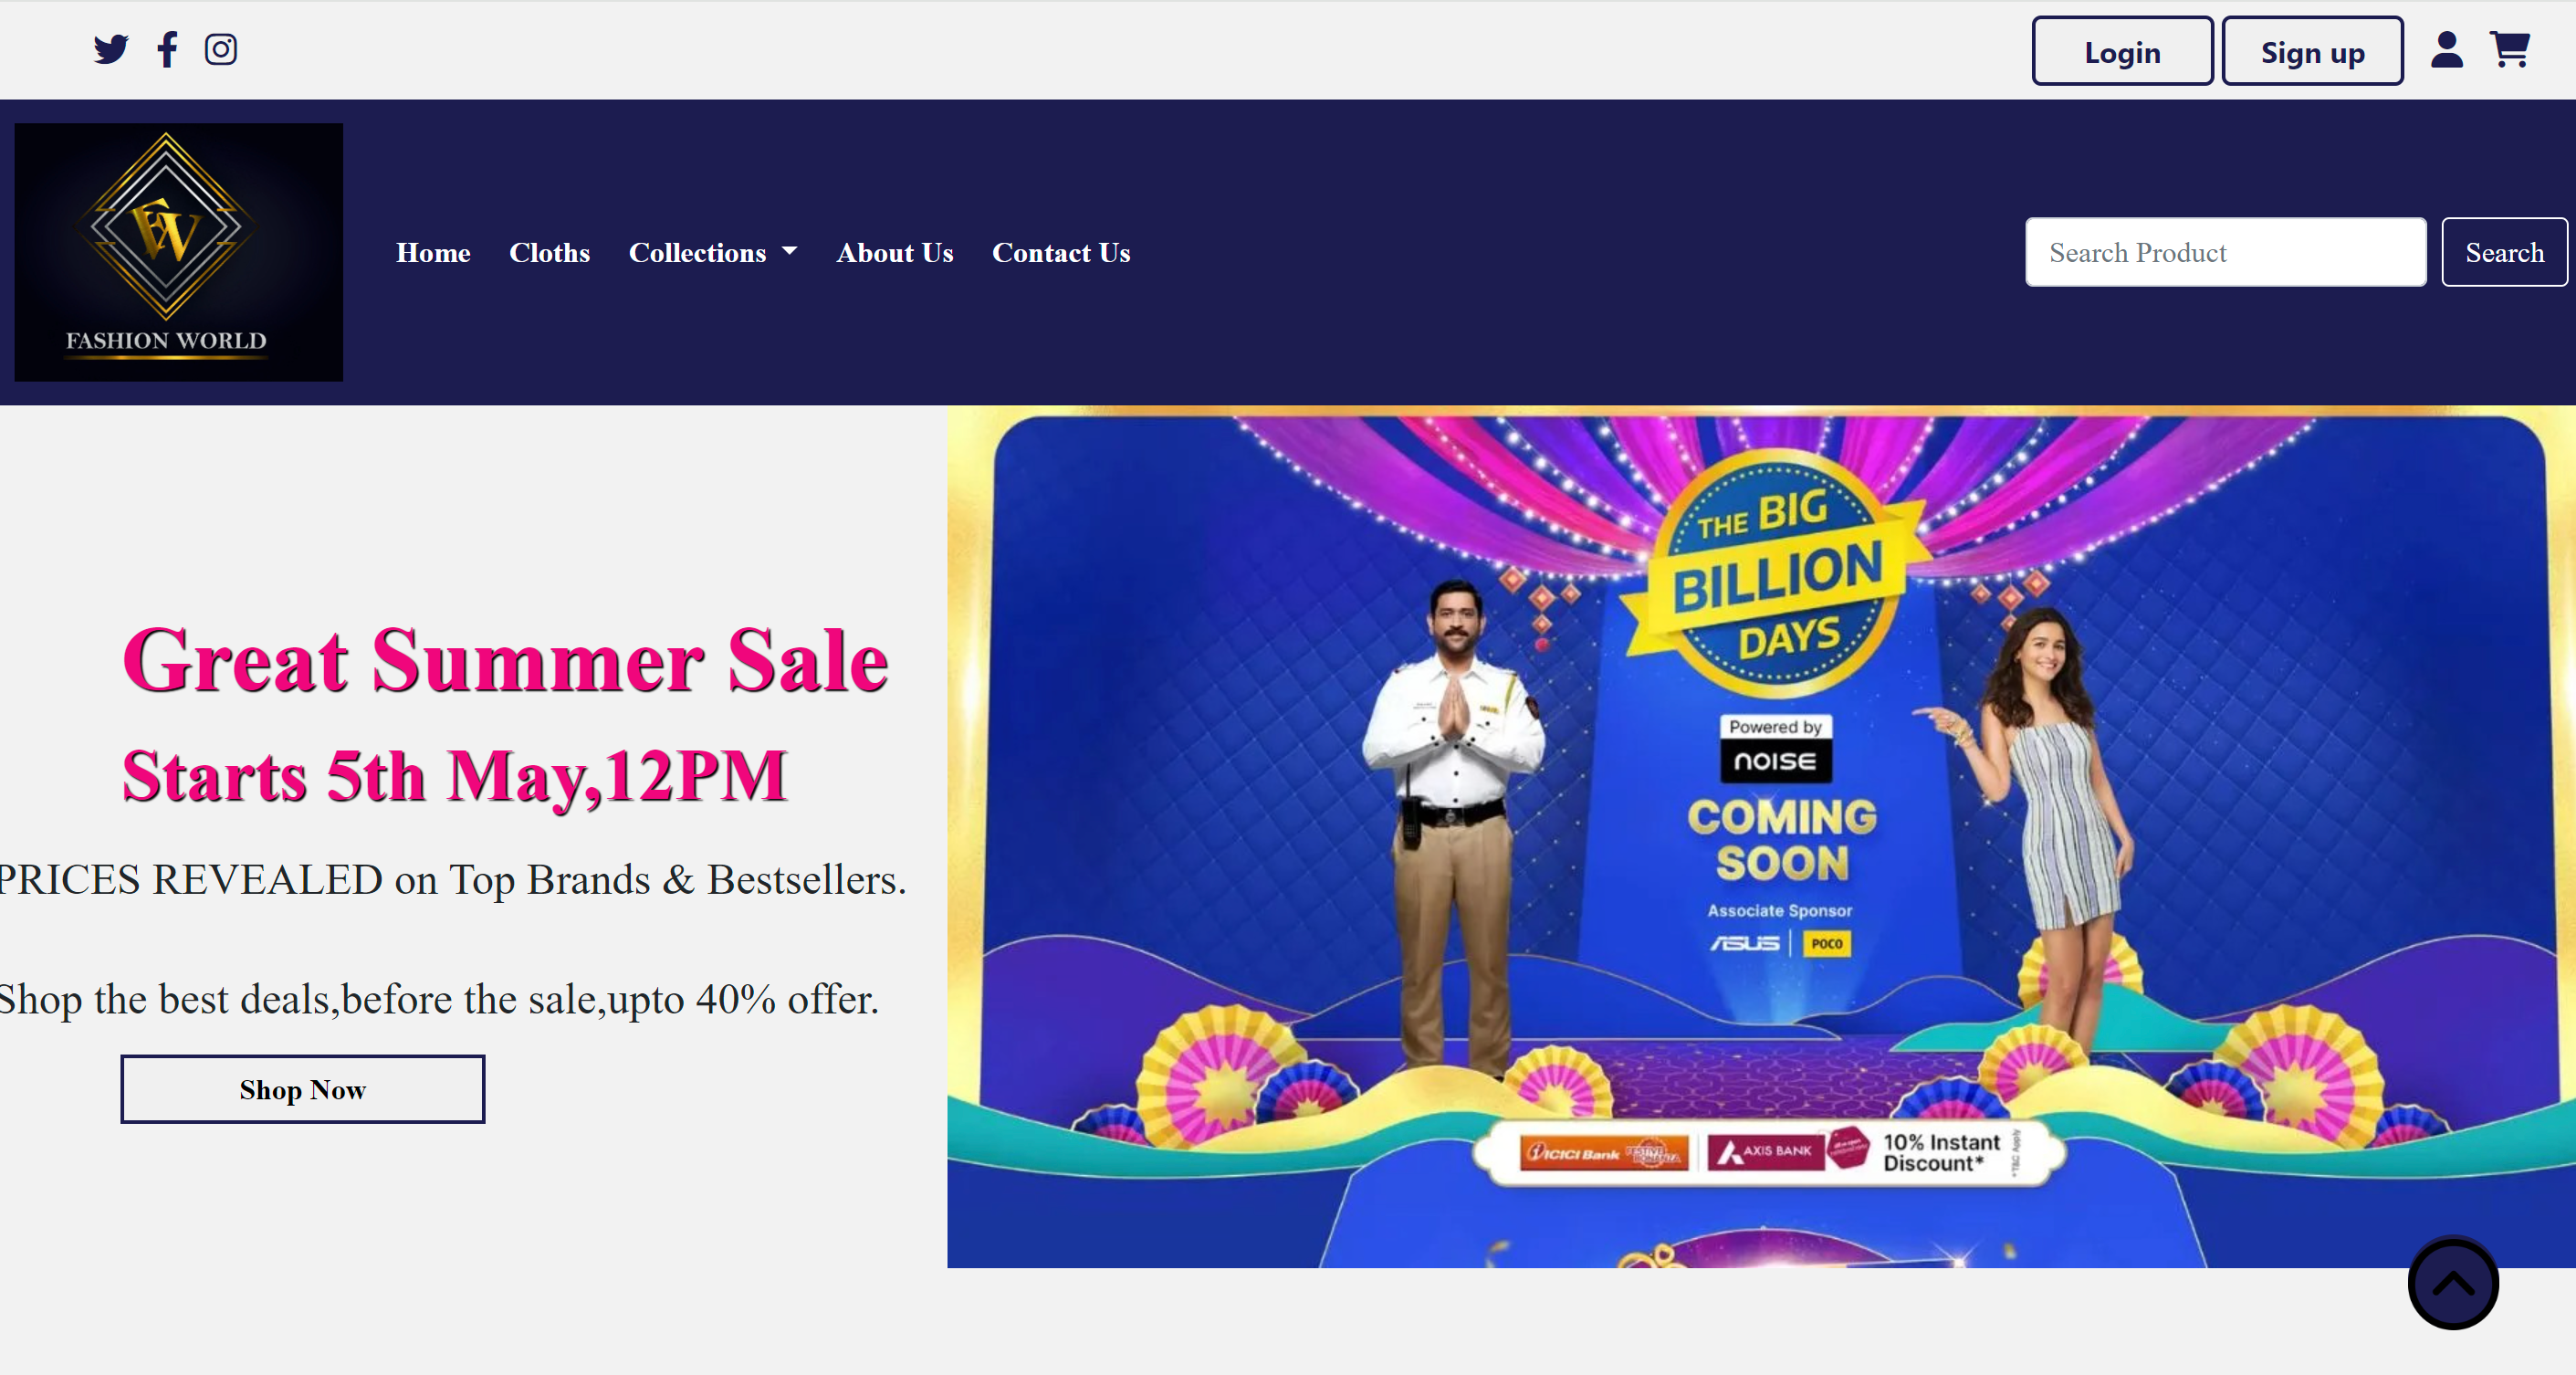 Login
Sign up
FW
FASHION WORLD
Home
Cloths
Collections
About Us
Contact Us
Search Product
Search
Great Summer Sale
Starts 5th May,12PM
PRICES REVEALED on Top Brands & Bestsellers.
Shop the best deals,before the sale,upto 40% offer.
Shop Now
THE BIG
BILLION
DAYS
Powered by
NOISE
COMING
SOON
Associate Sponsor
ASUS
POCO
ICICI Bank
FESTIVE
BONANZA
AXIS BANK
10% Instant
Discount*
*T&C Apply